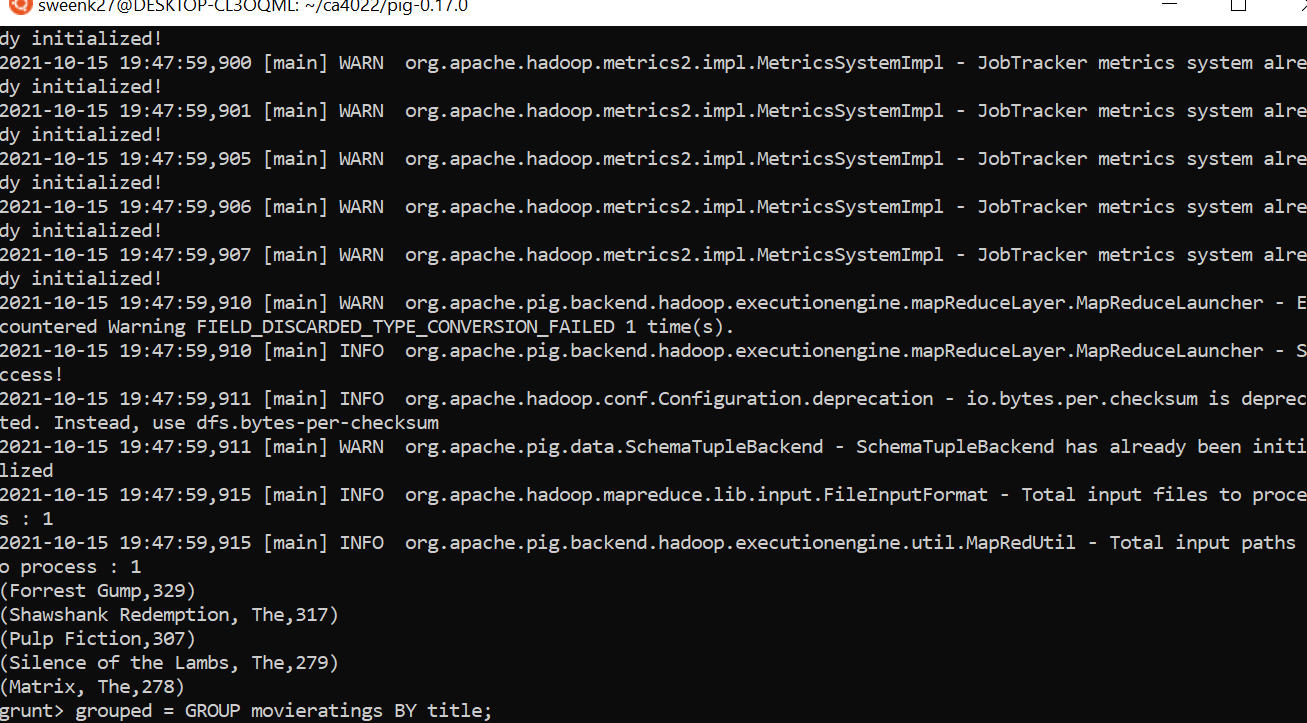 sweenk27@DESKTOP-CL3OQML: ~/ca4022/pig-0.17.0
dy initialized!
2021-10-15 19:47:59,900 [main] WARN  org.apache.hadoop.metrics2.impl.MetricsSystemImpl - JobTracker metrics system alre
dy initialized!
2021-10-15 19:47:59,901 [main] WARN  org.apache.hadoop.metrics2.impl.MetricsSystemImpl - JobTracker metrics system alre
dy initialized!
2021-10-15 19:47:59,905 [main] WARN  org.apache.hadoop.metrics2.impl.MetricsSystemImpl - JobTracker metrics system alre
dy initialized!
2021-10-15 19:47:59,906 [main] WARN  org.apache.hadoop.metrics2.impl.MetricsSystemImpl - JobTracker metrics system alre
dy initialized!
2021-10-15 19:47:59,907 [main] WARN  org.apache.hadoop.metrics2.impl.MetricsSystemImpl - JobTracker metrics system alre
dy initialized!
2021-10-15 19:47:59,910 [main] WARN  org.apache.pig.backend.hadoop.executionengine.mapReduceLayer.MapReduceLauncher - E
countered Warning FIELD_DISCARDED_TYPE_CONVERSION_FAILED 1 time(s).
2021-10-15 19:47:59,910 [main] INFO  org.apache.pig.backend.hadoop.executionengine.mapReduceLayer.MapReduceLauncher - S
ccess!
2021-10-15 19:47:59,911 [main] INFO  org.apache.hadoop.conf.Configuration.deprecation - io.bytes.per.checksum is deprec
ted. Instead, use dfs.bytes-per-checksum
2021-10-15 19:47:59,911 [main] WARN  org.apache.pig.data.SchemaTupleBackend - SchemaTupleBackend has already been initi
lized
2021-10-15 19:47:59,915 [main] INFO  org.apache.hadoop.mapreduce.lib.input.FileInputFormat - Total input files to proce
s : 1
2021-10-15 19:47:59,915 [main] INFO  org.apache.pig.backend.hadoop.executionengine.util.MapRedUtil - Total input paths
o process : 1
(Forrest Gump,329)
(Shawshank Redemption, The,317)
(Pulp Fiction,307)
(Silence of the Lambs, The,279)
(Matrix, The,278)
grunt> grouped = GROUP movieratings BY title;